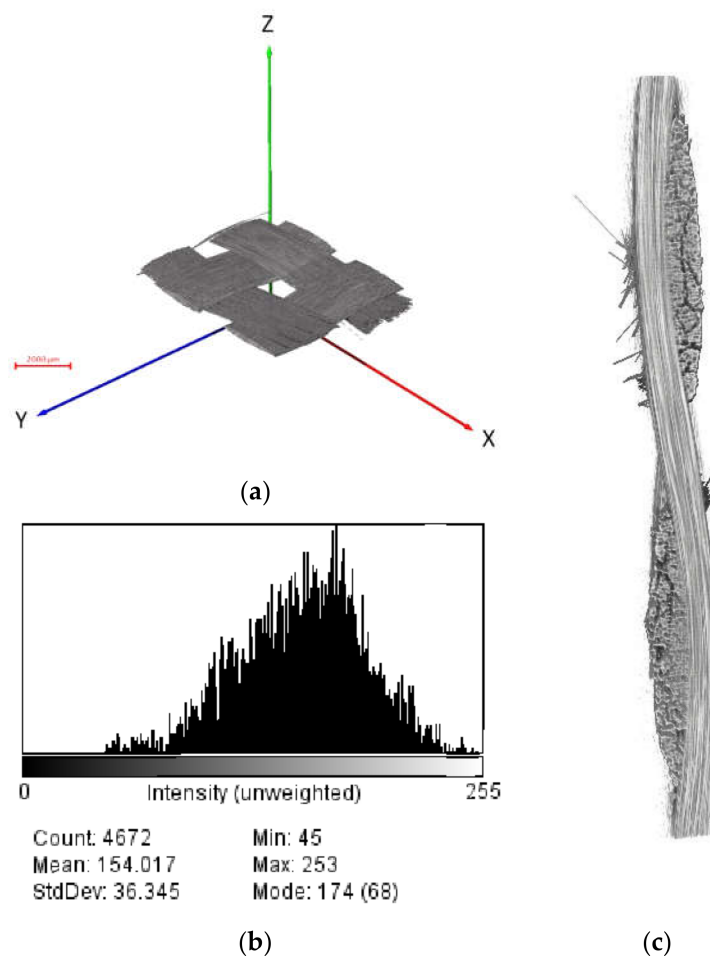 Z
2000µm
Y
X
(a)
0 Intensity (unweighted) 255
Count: 4672 Min: 45
Mean: 154.017 Max: 253
StdDev: 36.345 Mode: 174 (68)
(b) (c)